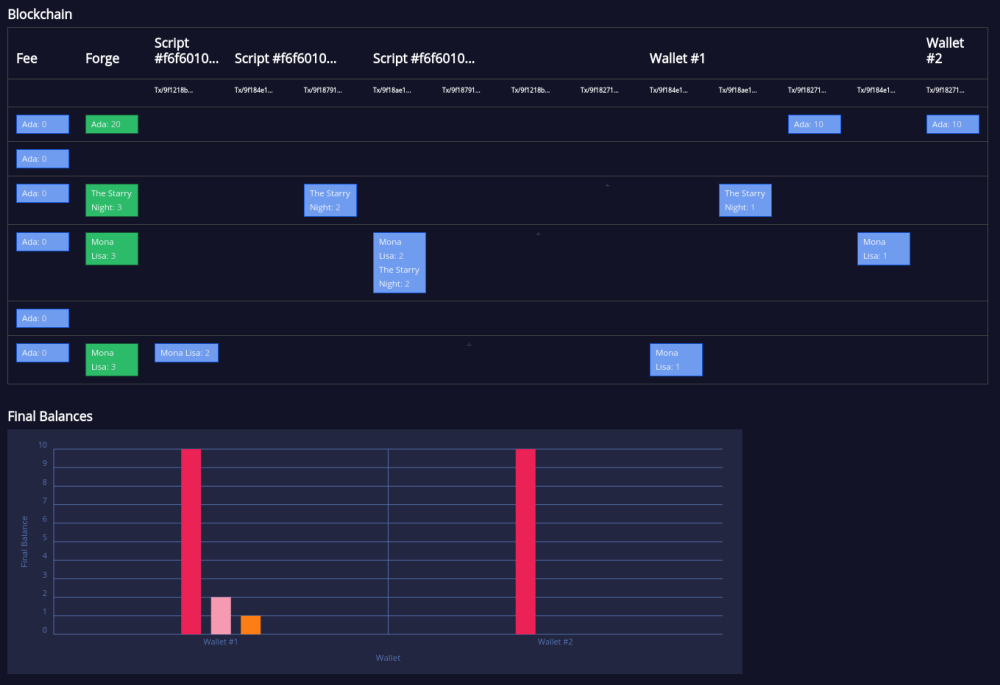 Blockchain
Fee
Forge
Script
#f6f6010...
Script #f6f6010...
Script #f6f6010...
Wallet #1
Wallet
#2
Tx/9f1218b...
Tx/9f184e1...
Tx/9f18791...
Tx/9f18ae1...
Tx/9f18791...
Tx/9f1218b...
Tx/9f18271...
Tx/9f184e1...
Tx/9f18ae1...
Tx/9f18271...
Tx/9f184e1...
Tx/9f18271...
Ada: 0
Ada: 20
Ada: 10
Ada: 10
Ada: 0
Ada: 0
The Starry
Night: 3
The Starry
Night: 2
The Starry
Night: 1
Ada: 0
Mona
Lisa: 3
Mona
Lisa: 2
The Starry
Night: 2
Mona
Lisa: 1
Ada: 0
Ada: 0
Mona
Lisa: 3
Mona Lisa: 2
Mona
Lisa: 1
Final Balances
10
9
8
7
6
5
4
3
2
1
0
Final Balance
Wallet #1
Wallet #2
Wallet